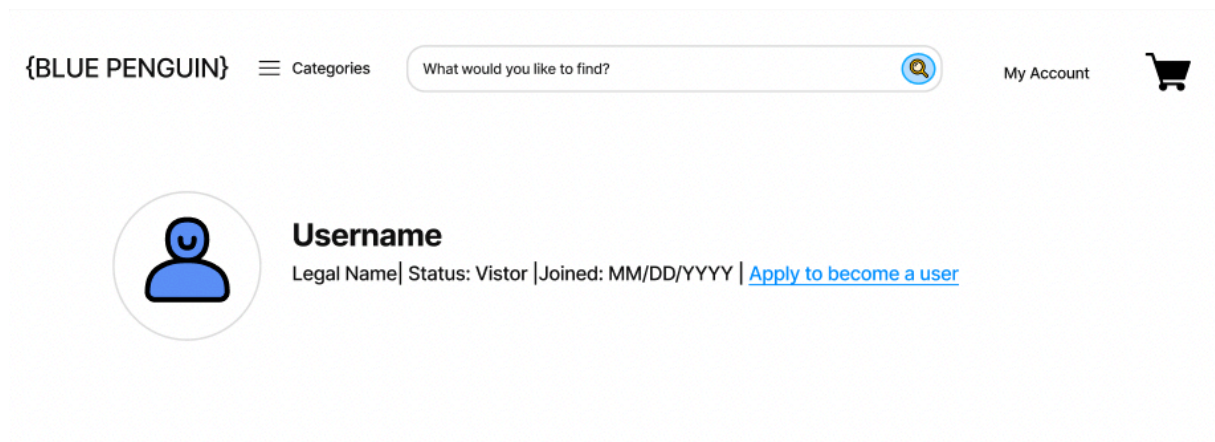 {BLUE PENGUIN} Categories What would you like to find? My Account
Username
Legal Name| Status: Vistor |Joined: MM/DD/YYYY | Apply to become a user